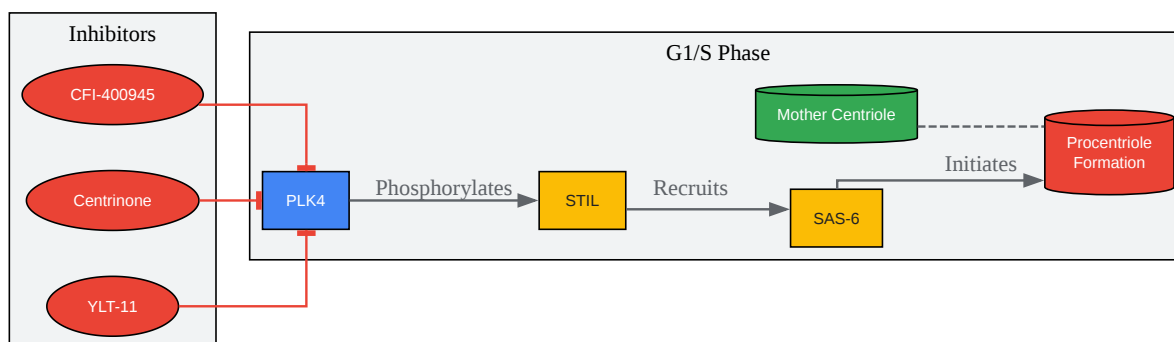 Inhibitors
CFI-400945
Centrinone
YLT-11
G1/S Phase
Mother Centriole
Procentriole
Formation
Initiates
Phosphorylates
Recruits
PLK4
STIL
SAS-6